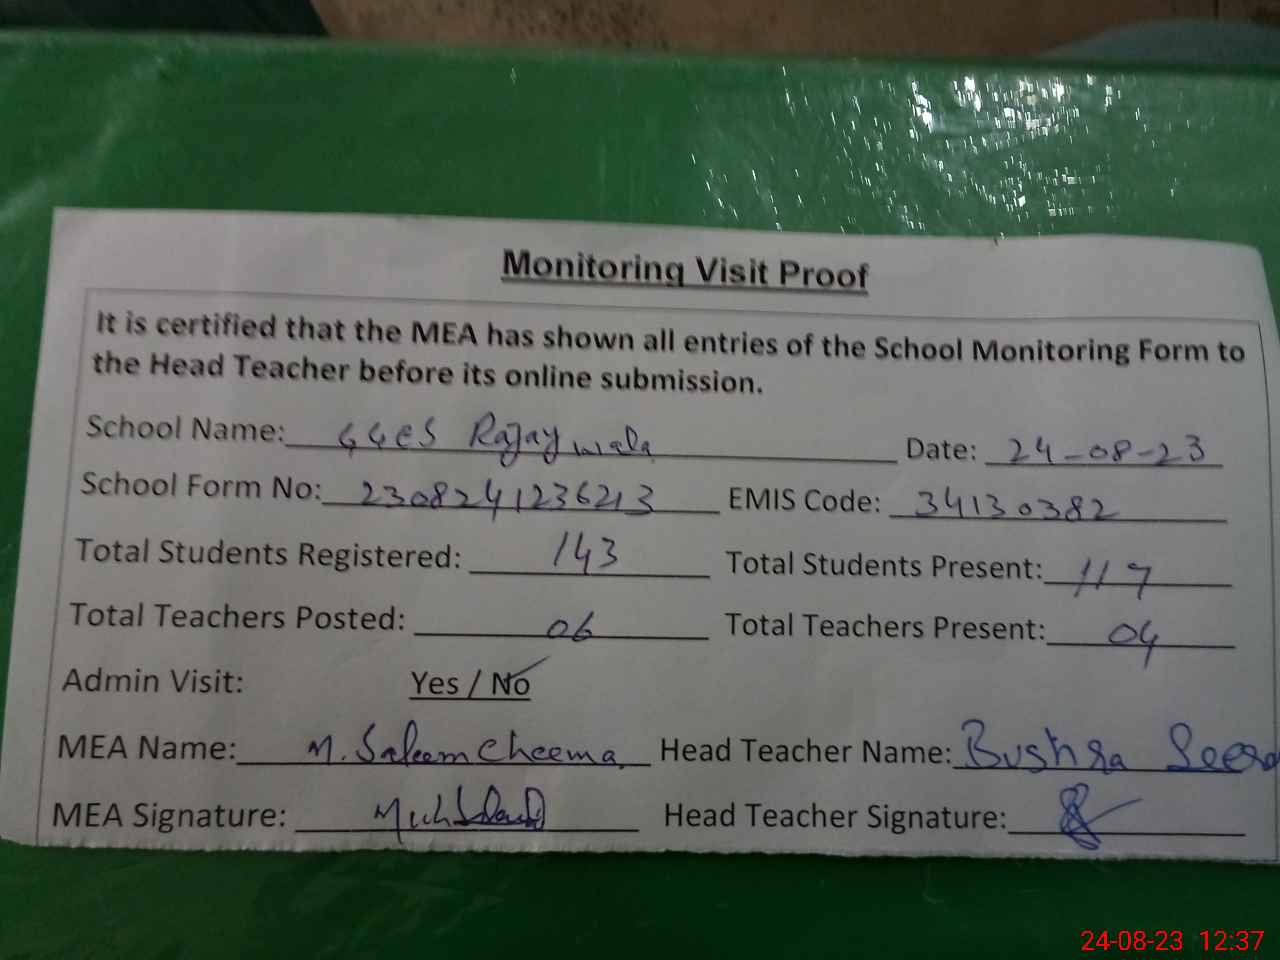 Monitoring Visit Proof
It is certified that the MEA has shown all entries of the School Monitoring Form to
the Head Teacher before its online submission.
School Name: GGES Rajaywala Date: 24-08-23
School Form No: 2308241236213 EMIS Code: 34130382
Total Students Registered: 143 Total Students Present: 117
Total Teachers Posted: 06 Total Teachers Present: 04
Admin Visit: Yes / No
MEA Name: M. Saleem Cheema Head Teacher Name: Bushra
MEA Signature: Head Teacher Signature:
24-08-23 12:37